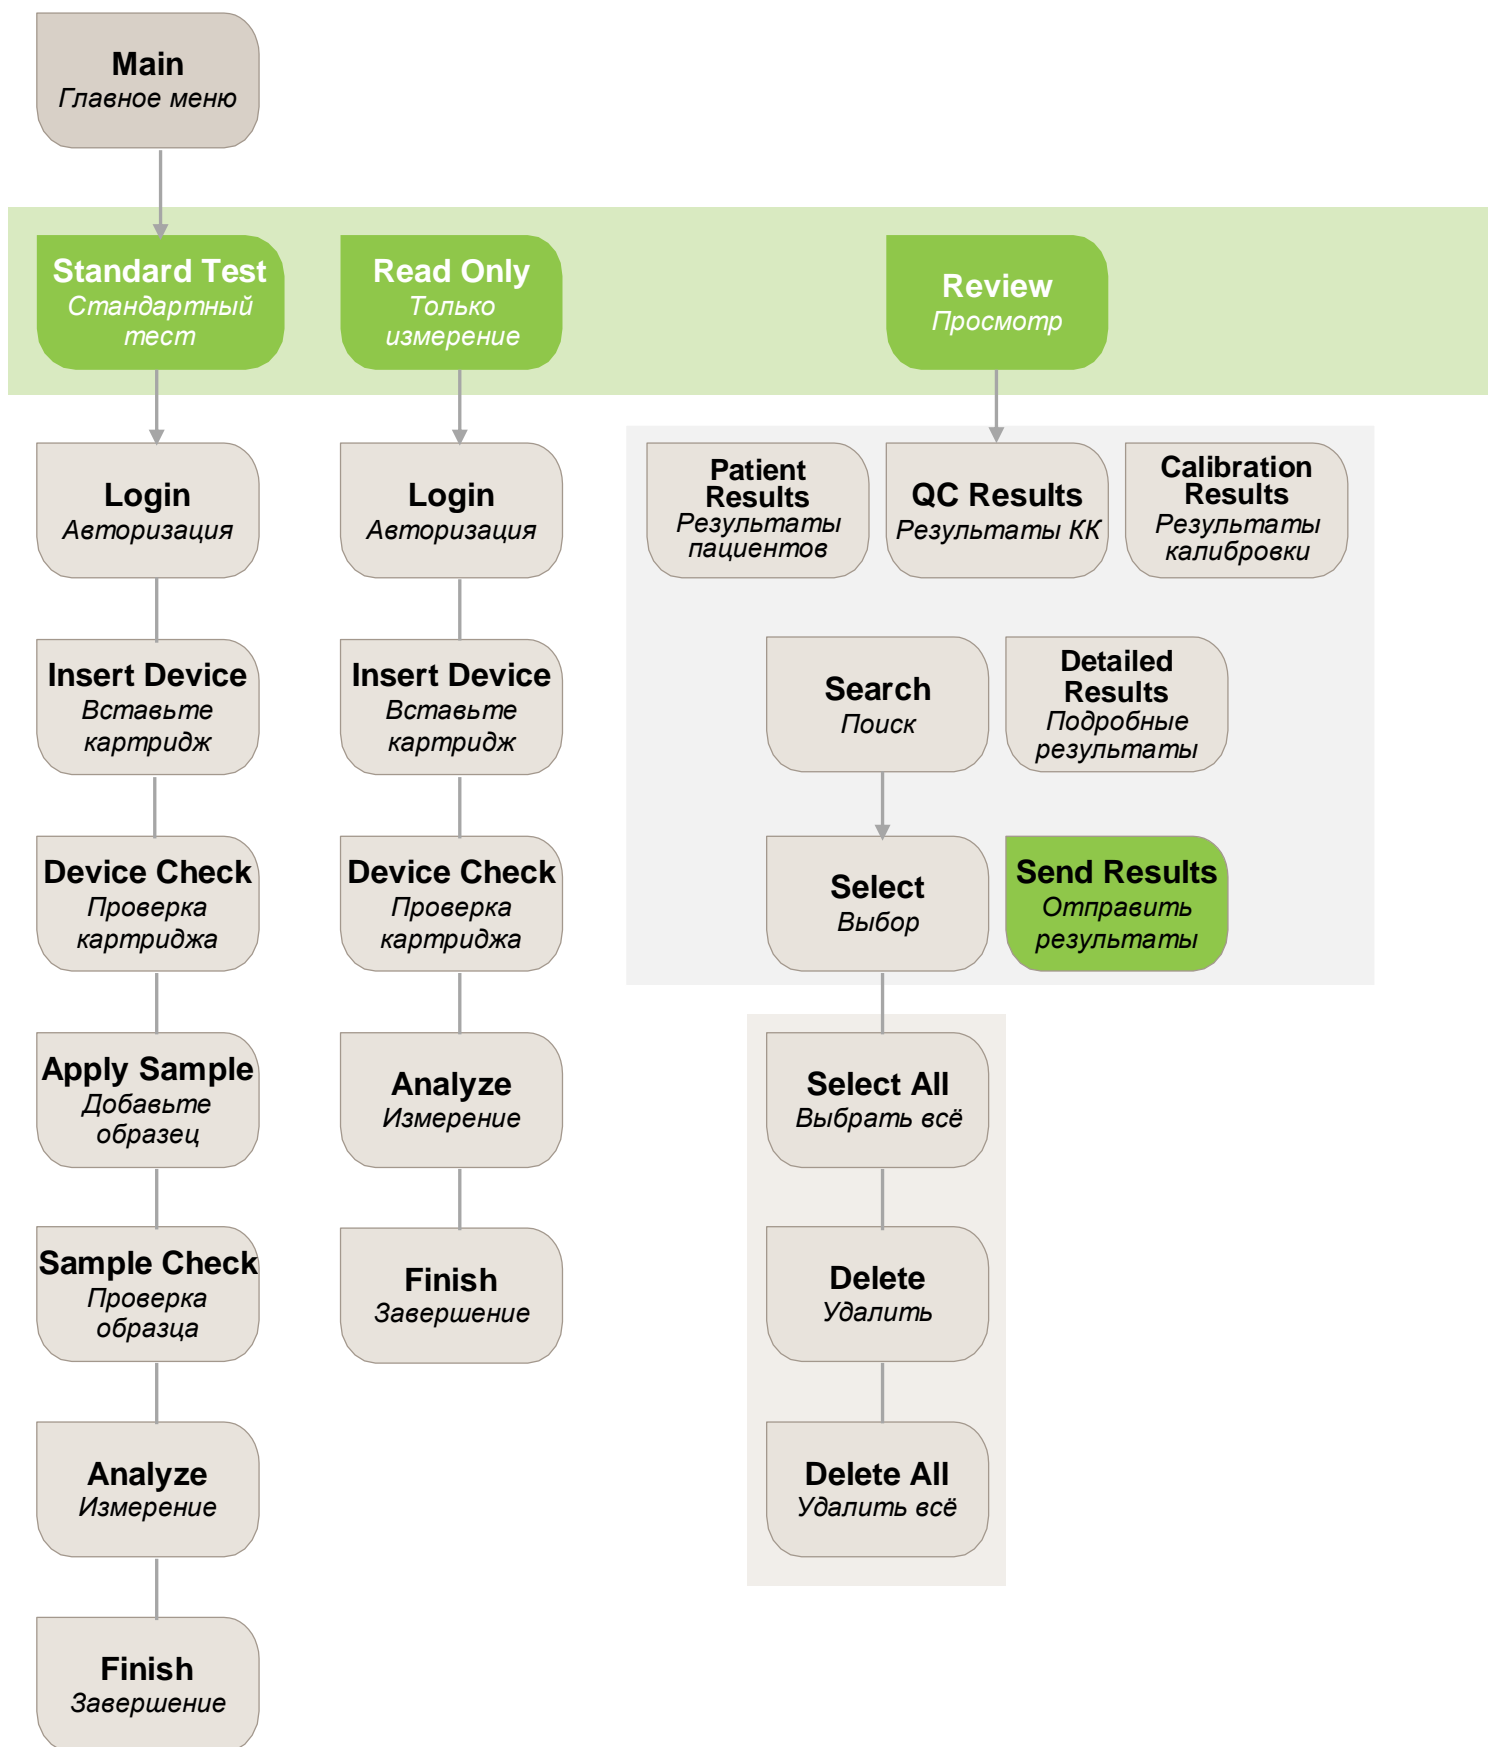 Main
Главное меню
Standard Test
Стандартный
тест
Read Only
Только
измерение
Review
Просмотр
Login
Авторизация
Login
Авторизация
Patient
Results
Результаты
пациентов
QC Results
Результаты КК
Calibration
Results
Результаты
калибровки
Insert Device
Вставьте
картридж
Insert Device
Вставьте
картридж
Search
Поиск
Detailed
Results
Подробные
результаты
Device Check
Проверка
картриджа
Device Check
Проверка
картриджа
Select
Выбор
Send Results
Отправить
результаты
Apply Sample
Добавьте
образец
Analyze
Измерение
Select All
Выбрать всё
Sample Check
Проверка
образца
Finish
Завершение
Delete
Удалить
Analyze
Измерение
Delete All
Удалить всё
Finish
Завершение